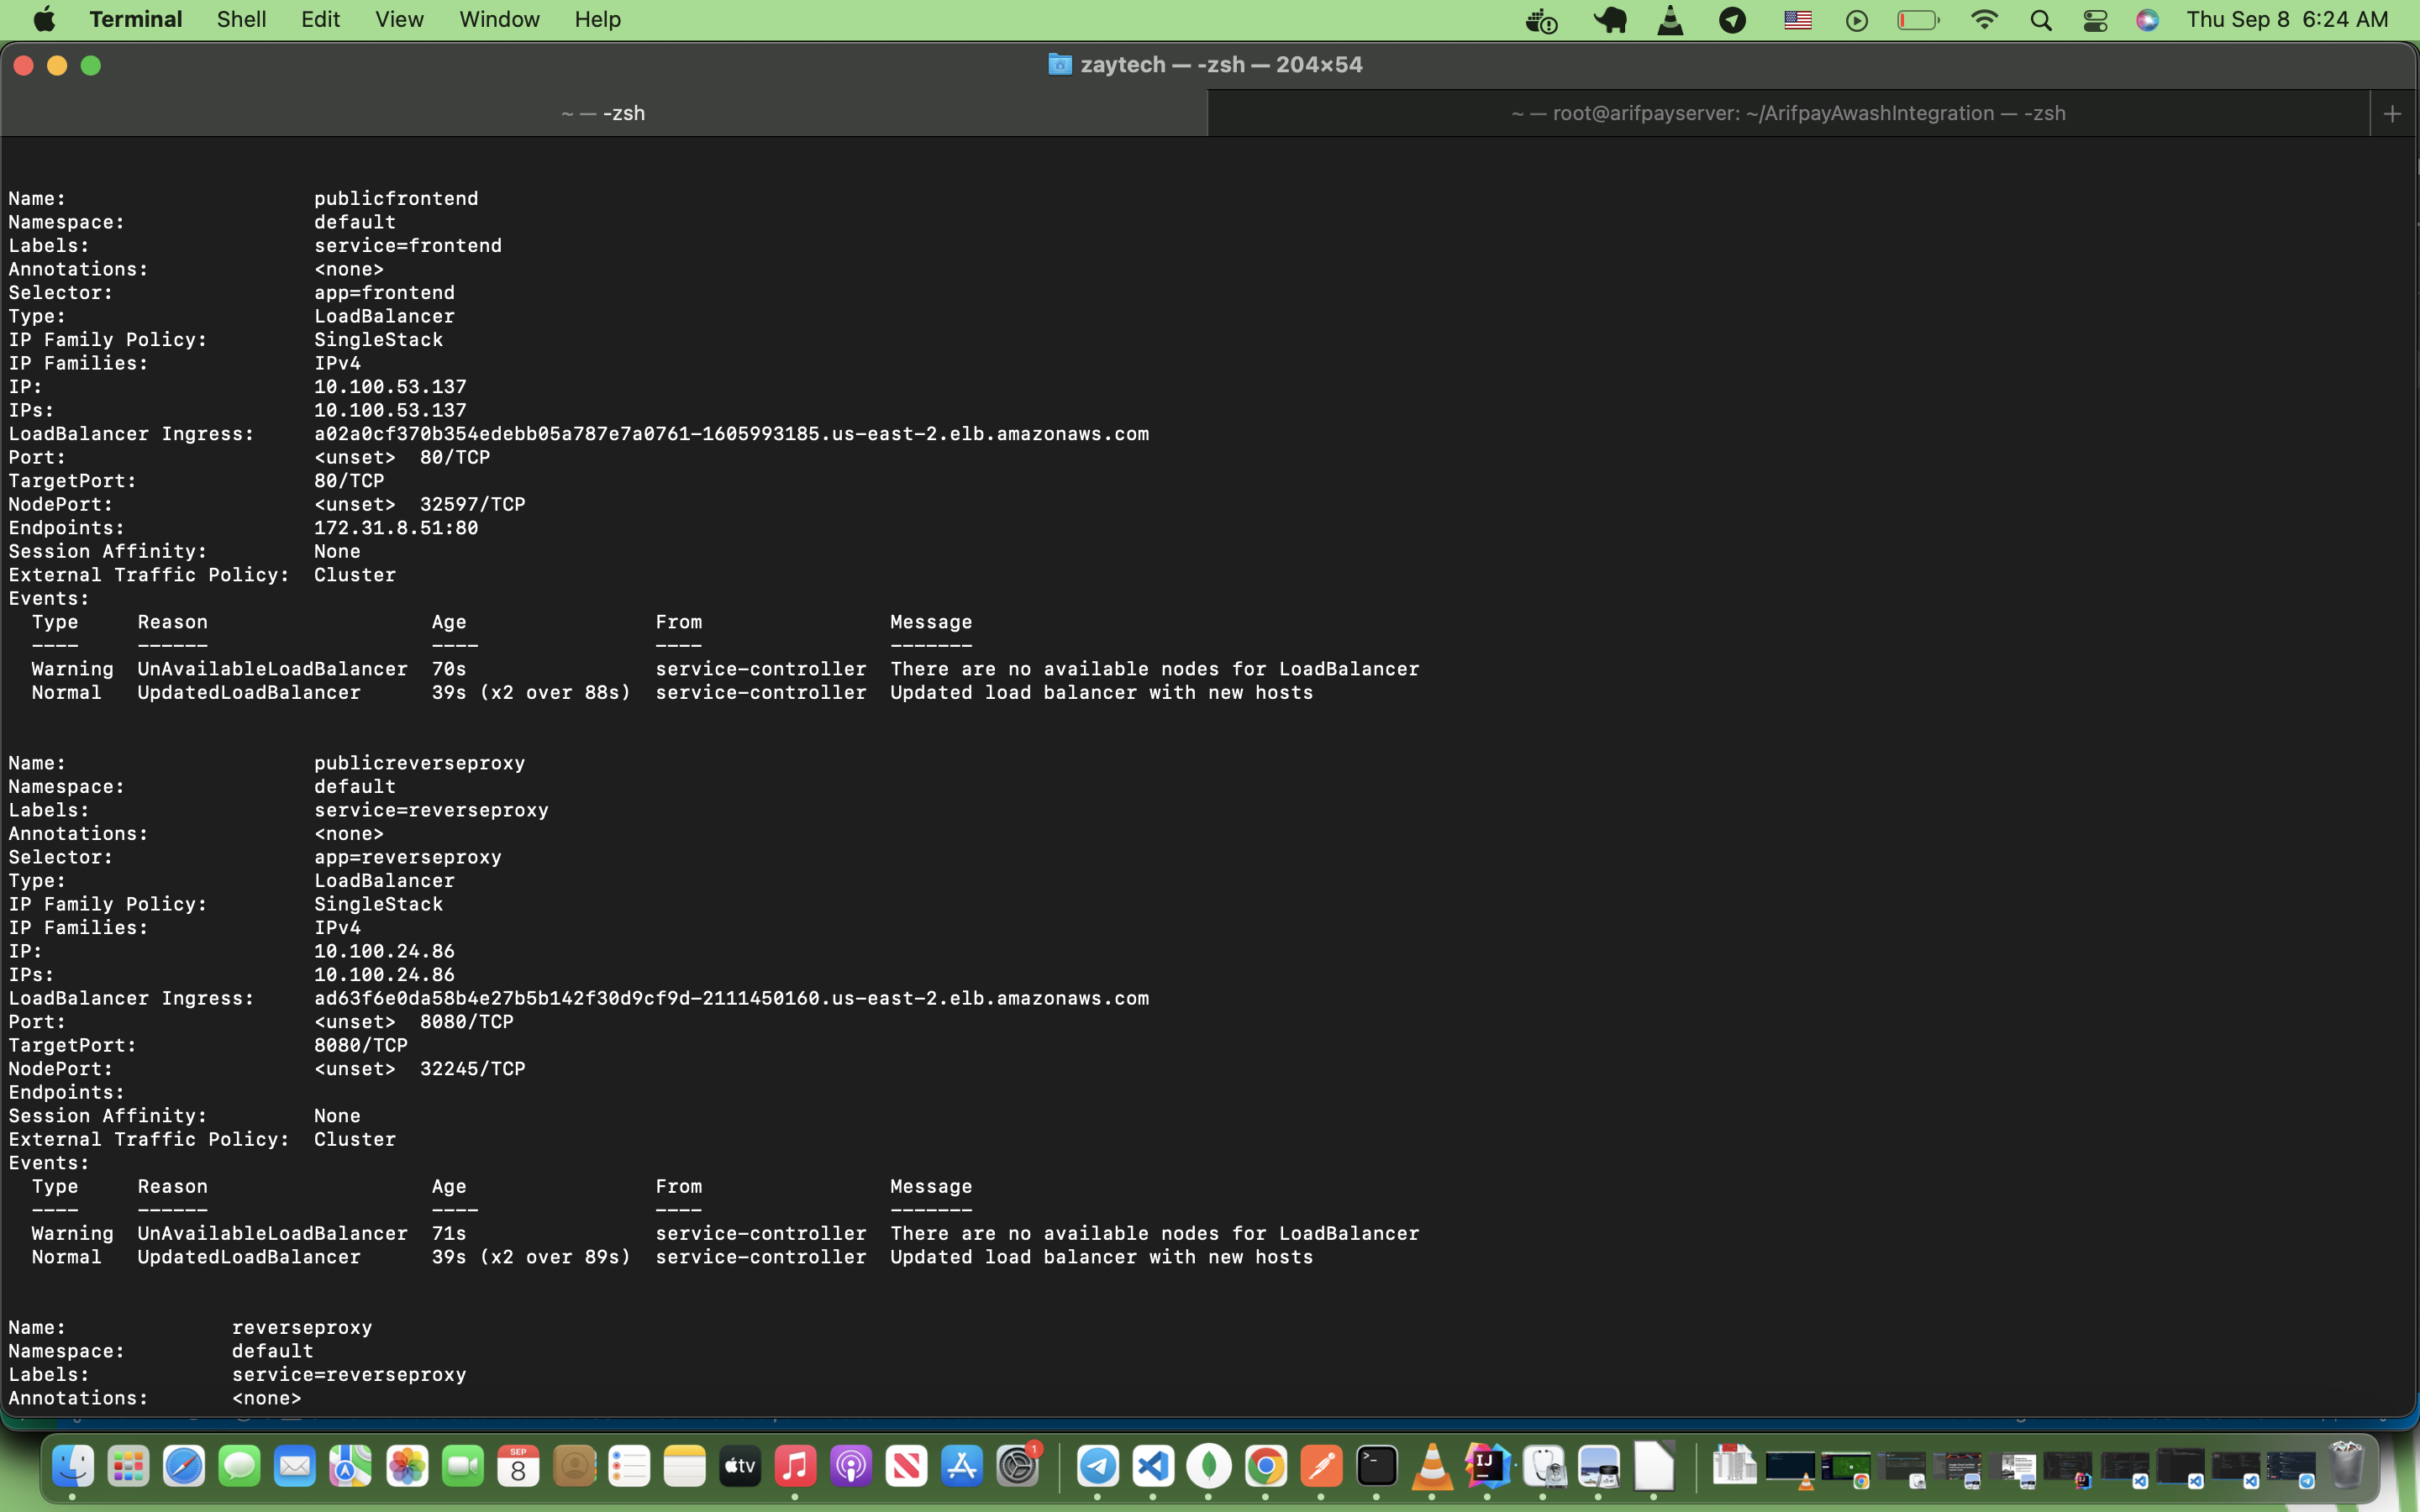 Terminal Shell Edit View Window Help Thu Sep 8 6:24 AM
zaytech — -zsh — 204×54
~ — -zsh ~ — root@arifpayserver: ~/ArifpayAwashIntegration — -zsh +
Name: publicfrontend
Namespace: default
Labels: service=frontend
Annotations: <none>
Selector: app=frontend
Type: LoadBalancer
IP Family Policy: SingleStack
IP Families: IPv4
IP: 10.100.53.137
IPs: 10.100.53.137
LoadBalancer Ingress: a02a0cf370b354edebb05a787e7a0761-1605993185.us-east-2.elb.amazonaws.com
Port: <unset> 80/TCP
TargetPort: 80/TCP
NodePort: <unset> 32597/TCP
Endpoints: 172.31.8.51:80
Session Affinity: None
External Traffic Policy: Cluster
Events:
Type Reason Age From Message
---- ------ ---- ---- -------
Warning UnAvailableLoadBalancer 70s service-controller There are no available nodes for LoadBalancer
Normal UpdatedLoadBalancer 39s (x2 over 88s) service-controller Updated load balancer with new hosts
Name: publicreverseproxy
Namespace: default
Labels: service=reverseproxy
Annotations: <none>
Selector: app=reverseproxy
Type: LoadBalancer
IP Family Policy: SingleStack
IP Families: IPv4
IP: 10.100.24.86
IPs: 10.100.24.86
LoadBalancer Ingress: ad63f6e0da58b4e27b5b142f30d9cf9d-2111450160.us-east-2.elb.amazonaws.com
Port: <unset> 8080/TCP
TargetPort: 8080/TCP
NodePort: <unset> 32245/TCP
Endpoints:
Session Affinity: None
External Traffic Policy: Cluster
Events:
Type Reason Age From Message
---- ------ ---- ---- -------
Warning UnAvailableLoadBalancer 71s service-controller There are no available nodes for LoadBalancer
Normal UpdatedLoadBalancer 39s (x2 over 89s) service-controller Updated load balancer with new hosts
Name: reverseproxy
Namespace: default
Labels: service=reverseproxy
Annotations: <none>
SEP
8
tv
1
>_
IJ